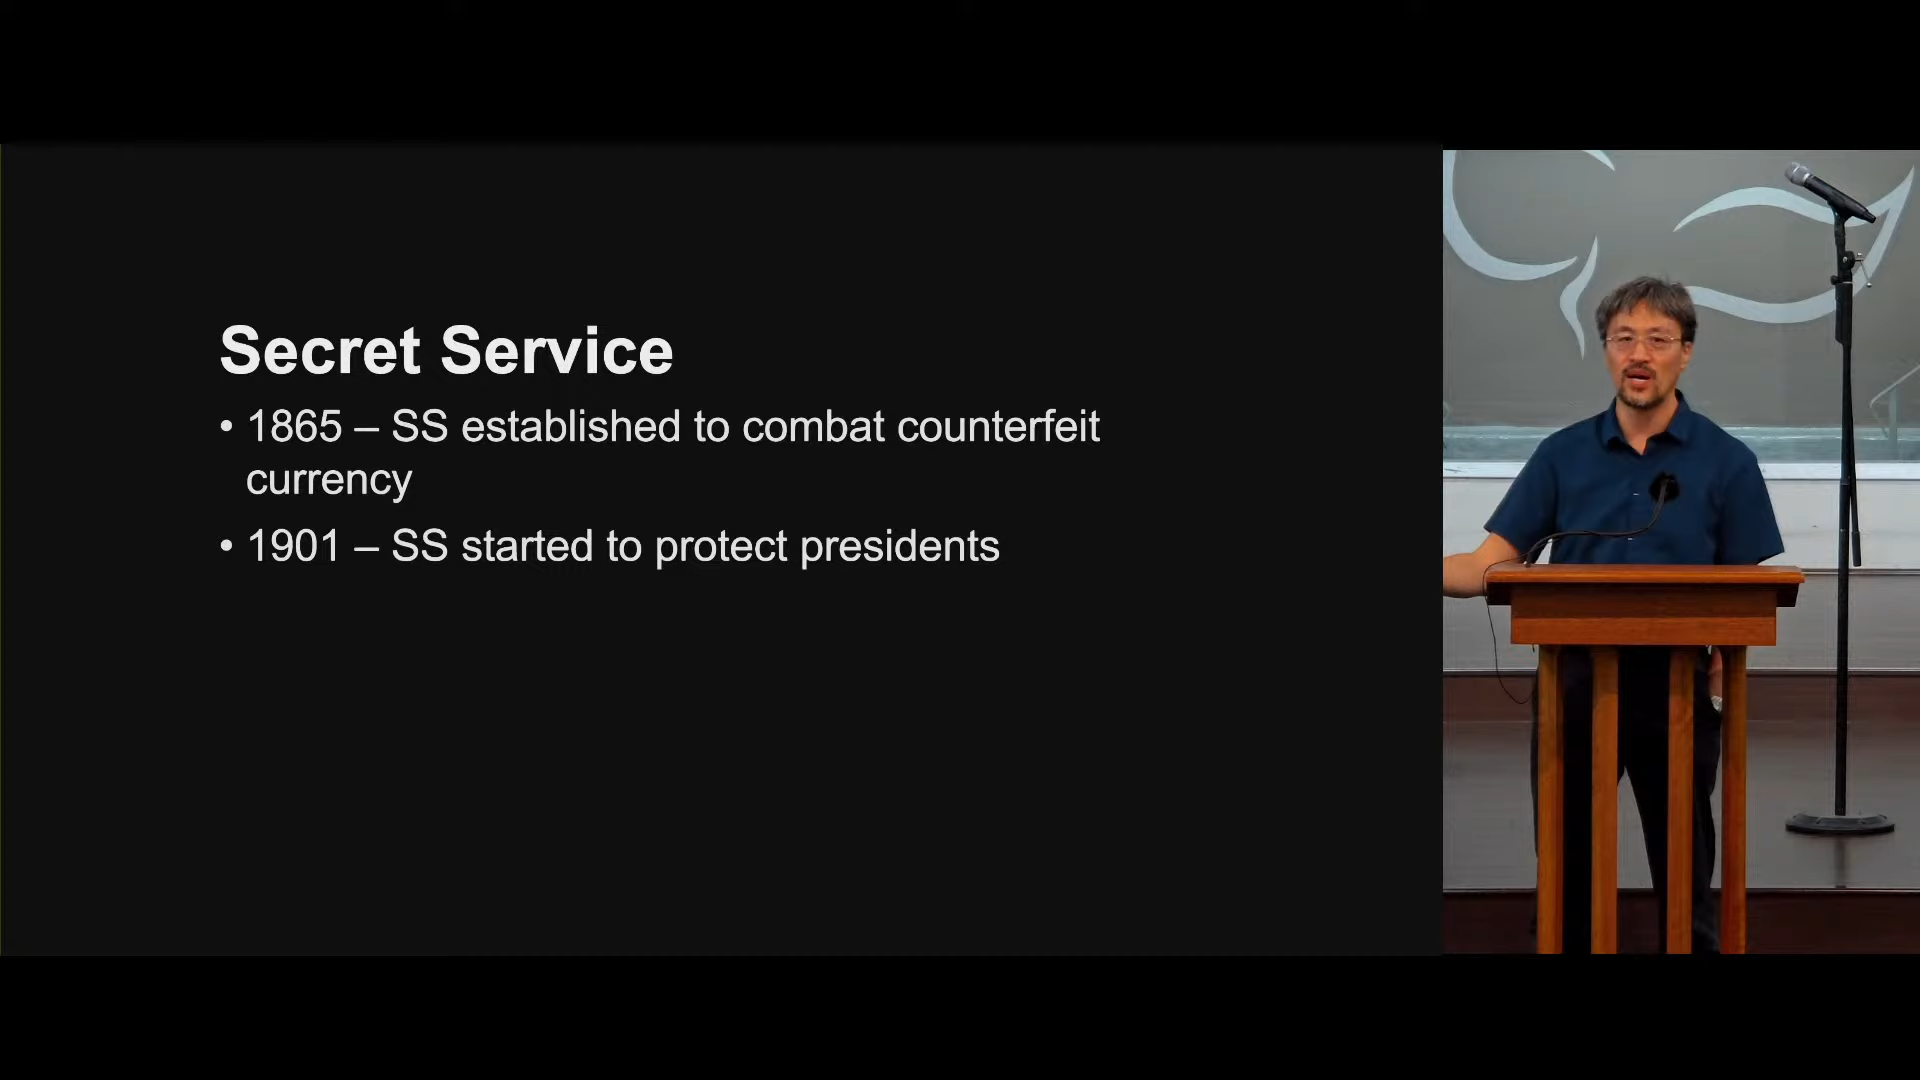 Secret Service
• 1865 – SS established to combat counterfeit
currency
• 1901 – SS started to protect presidents